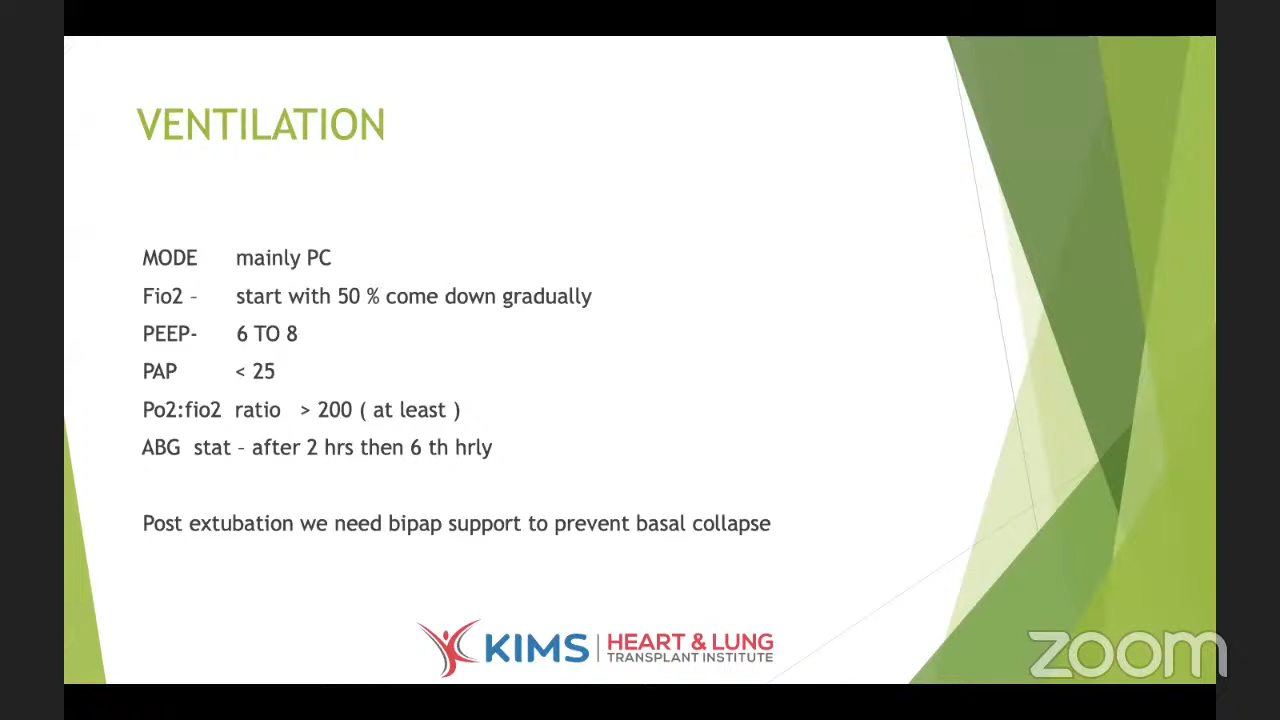 VENTILATION
MODE mainly PC
Fio2 – start with 50 % come down gradually
PEEP- 6 TO 8
PAP < 25
Po2:fio2 ratio > 200 ( at least )
ABG stat – after 2 hrs then 6 th hrly
Post extubation we need bipap support to prevent basal collapse
KIMS HEART & LUNG
TRANSPLANT INSTITUTE
zoom